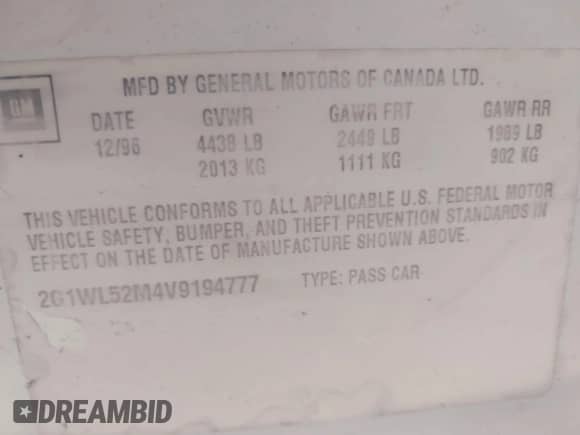 GM
MFD BY GENERAL MOTORS OF CANADA LTD.
DATE GVWR GAWR FRT GAWR RR
12/96 4438 LB 2449 LB 1989 LB
2013 KG 1111 KG 902 KG
THIS VEHICLE CONFORMS TO ALL APPLICABLE U.S. FEDERAL MOTOR
VEHICLE SAFETY, BUMPER, AND THEFT PREVENTION STANDARDS IN
EFFECT ON THE DATE OF MANUFACTURE SHOWN ABOVE.
2G1WL52M4V9194777 TYPE: PASS CAR
DREAMBID